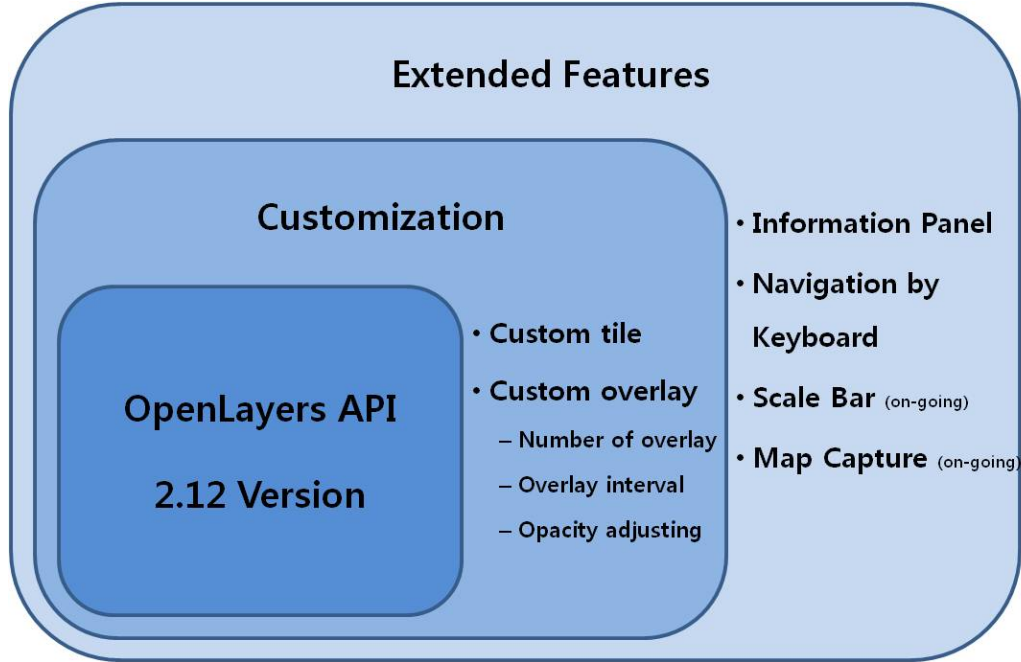 Extended Features
Customization
OpenLayers API
2.12 Version
• Custom tile
• Custom overlay
– Number of overlay
– Overlay interval
– Opacity adjusting
• Information Panel
• Navigation by
Keyboard
• Scale Bar (on-going)
• Map Capture (on-going)